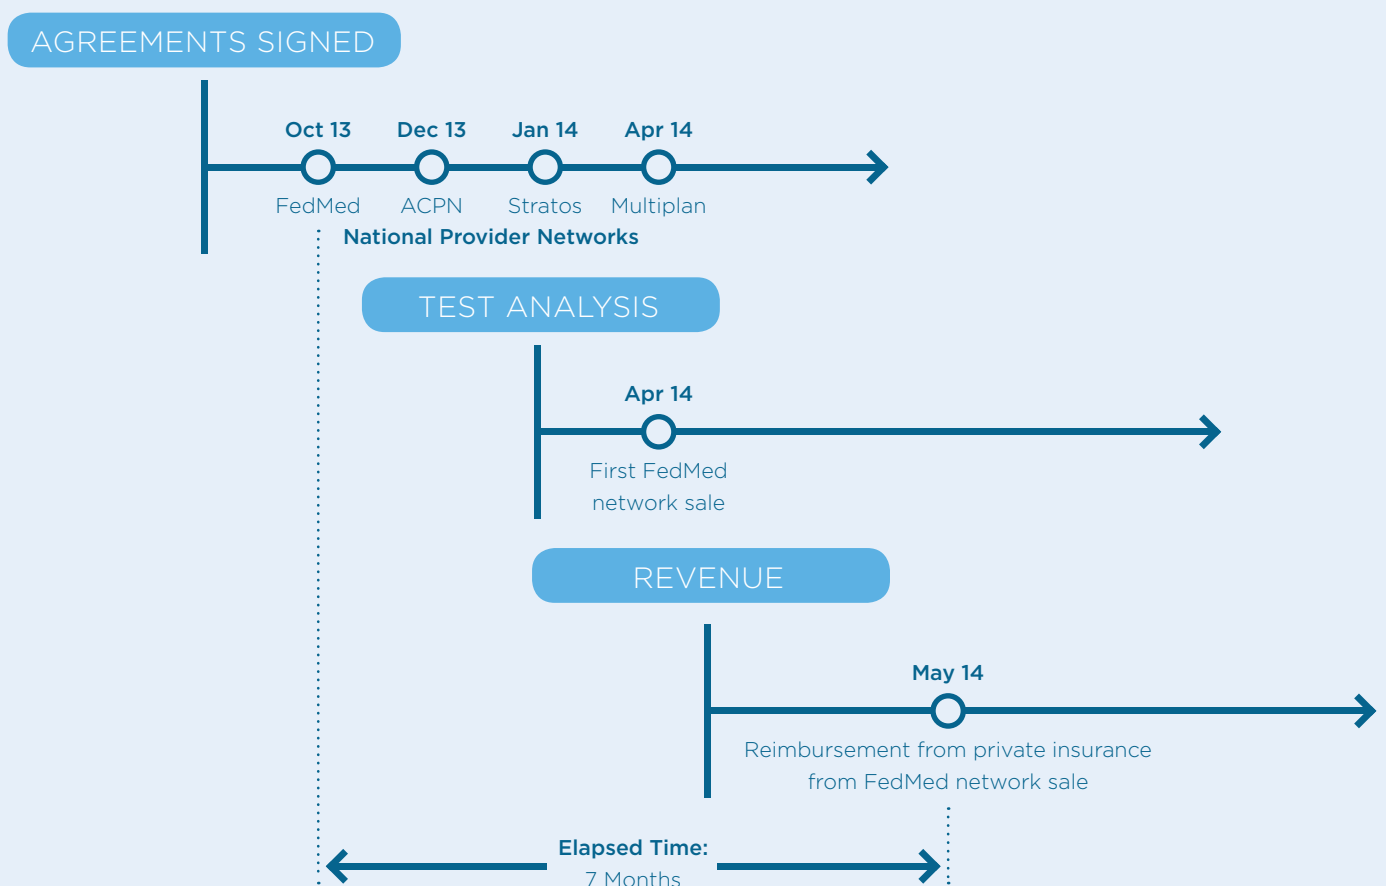 AGREEMENTS SIGNED
Oct 13 Dec 13 Jan 14 Apr 14
FedMed ACPN Stratos Multiplan
National Provider Networks
TEST ANALYSIS
Apr 14
First FedMed
network sale
REVENUE
May 14
Reimbursement from private insurance
from FedMed network sale
Elapsed Time:
7 Months